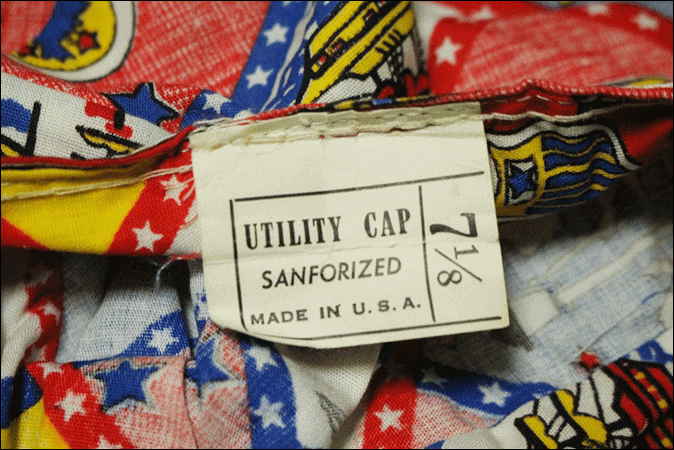 UTILITY CAP
SANFORIZED
MADE IN U. S. A.
7 1/8